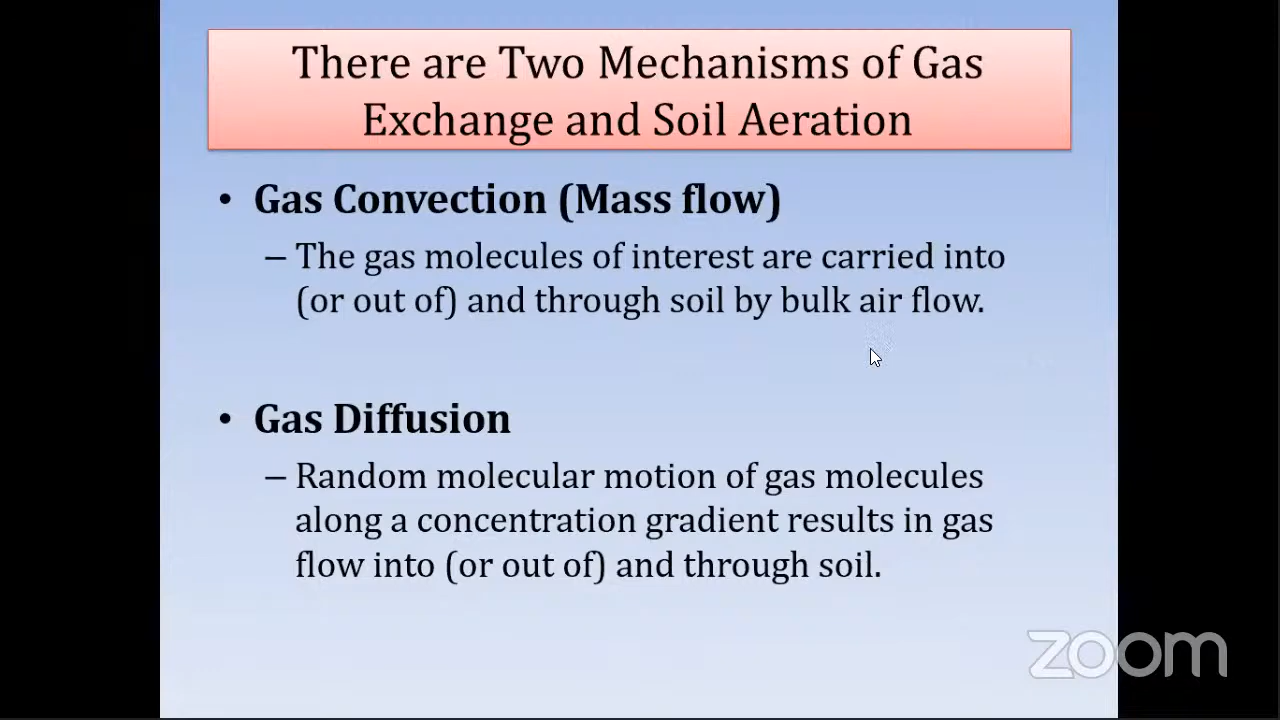 There are Two Mechanisms of Gas
Exchange and Soil Aeration
• Gas Convection (Mass flow)
– The gas molecules of interest are carried into
(or out of) and through soil by bulk air flow.
• Gas Diffusion
– Random molecular motion of gas molecules
along a concentration gradient results in gas
flow into (or out of) and through soil.
zoom